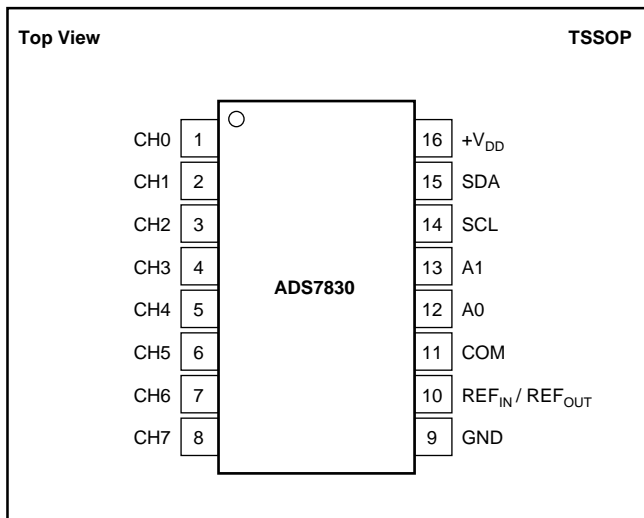 Top View TSSOP
CH0 1 16 +VDD
CH1 2 15 SDA
CH2 3 14 SCL
CH3 4 13 A1
ADS7830
CH4 5 12 A0
CH5 6 11 COM
CH6 7 10 REFIN / REFOUT
CH7 8 9 GND